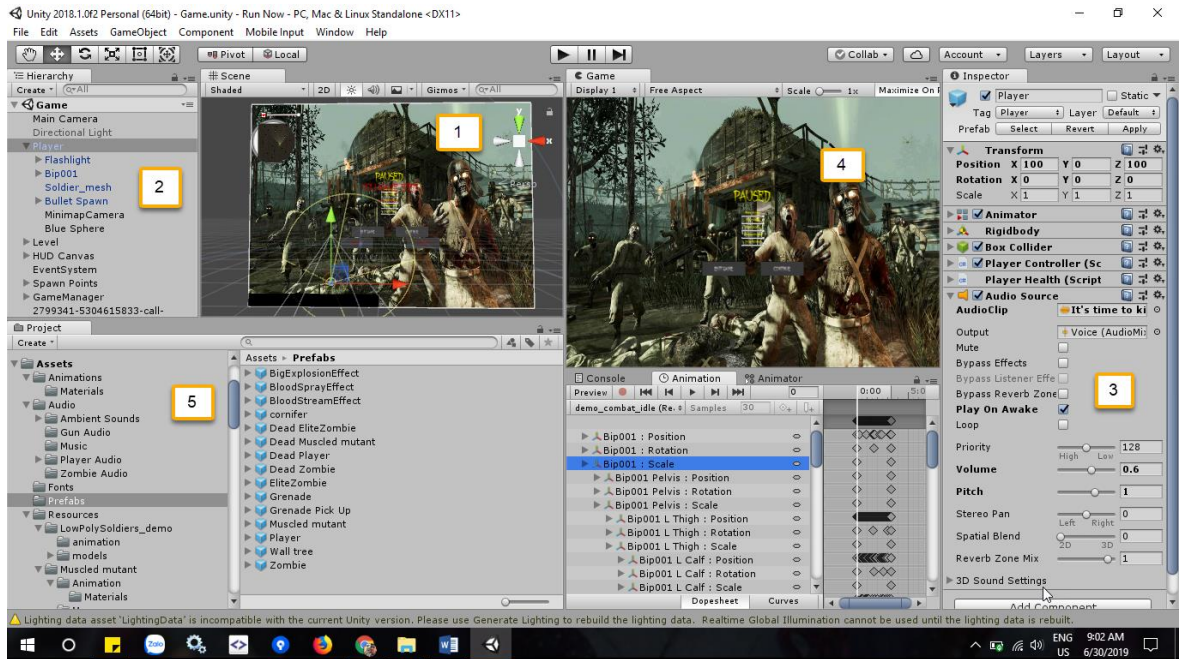 Unity 2018.1.0f2 Personal (64bit) - Game.unity - Run Now - PC, Mac & Linux Standalone <DX11>
File Edit Assets GameObject Component Mobile Input Window Help
Pivot Local Collab Account Layers Layout
Hierarchy
Create All
Game
Main Camera
Directional Light
Player
Flashlight
Bip001
Soldier_mesh
Bullet Spawn
MinimapCamera
Blue Sphere
Level
HUD Canvas
EventSystem
Spawn Points
GameManager
2799341-5304615833-call-
2
Scene
Shaded 2D Gizmos All
1
y
x
PAUSED
Game
Display 1 Free Aspect Scale 1x Maximize On
4
PAUSED
Project
Create
Assets
Animations
Materials
Audio
Ambient Sounds
Gun Audio
Music
Player Audio
Zombie Audio
Fonts
Prefabs
Resources
LowPolySoldiers_demo
animation
models
Muscled mutant
Animation
Materials
5
Assets Prefabs
BigExplosionEffect
BloodSprayEffect
BloodStreamEffect
cornifer
Dead EliteZombie
Dead Muscled mutant
Dead Player
Dead Zombie
EliteZombie
Grenade
Grenade Pick Up
Muscled mutant
Player
Wall tree
Zombie
Console Animation Animator
Preview 0 0:00
demo_combat_idle (Re Samples 30
Bip001 : Position
Bip001 : Rotation
Bip001 : Scale
Bip001 Pelvis : Position
Bip001 Pelvis : Rotation
Bip001 Pelvis : Scale
Bip001 L Thigh : Position
Bip001 L Thigh : Rotation
Bip001 L Thigh : Scale
Bip001 L Calf : Position
Bip001 L Calf : Rotation
Bip001 L Calf : Scale
Dopesheet Curves
Inspector
Player Static
Tag Player Layer Default
Prefab Select Revert Apply
Transform
Position X 100 Y 0 Z 100
Rotation X 0 Y 0 Z 0
Scale X 1 Y 1 Z 1
Animator
Rigidbody
Box Collider
Player Controller (Sc
Player Health (Script
Audio Source
AudioClip It's time to ki
Output Voice (AudioMi
Mute
Bypass Effects
Bypass Listener Effe
Bypass Reverb Zone
Play On Awake
Loop
3
Priority 128
High Low
Volume 0.6
Pitch 1
Stereo Pan 0
Left Right
Spatial Blend 0
2D 3D
Reverb Zone Mix 1
3D Sound Settings
Add Component
Lighting data asset 'LightingData' is incompatible with the current Unity version. Please use Generate Lighting to rebuild the lighting data. Realtime Global Illumination cannot be used until the lighting data is rebuilt.
Zalo
ENG 9:02 AM
US 6/30/2019